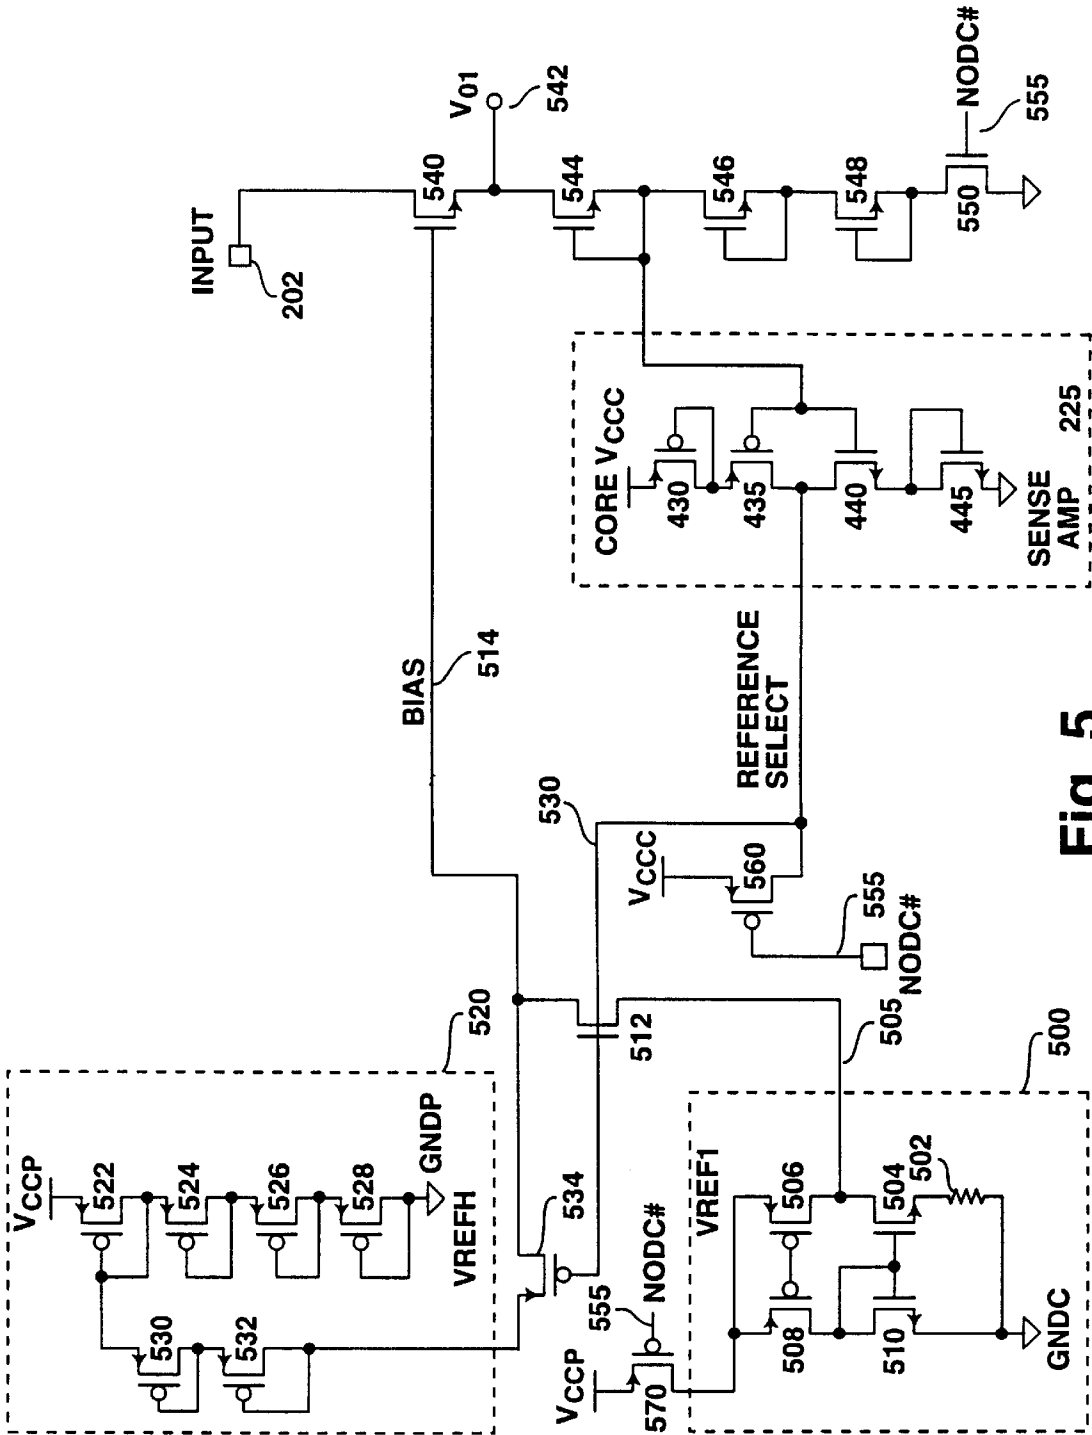 INPUT
202
540
V01
542
544
546
548
550
NODC#
555
CORE VCCC
430
435
440
445
SENSE
AMP
225
BIAS
514
REFERENCE
SELECT
530
VCCC
560
555
NODC#
512
505
520
VCCP
522
524
526
528
GNDP
VREFH
530
532
534
VCCP
570
555
NODC#
500
VREF1
506
508
504
502
510
GNDC
Fig 5